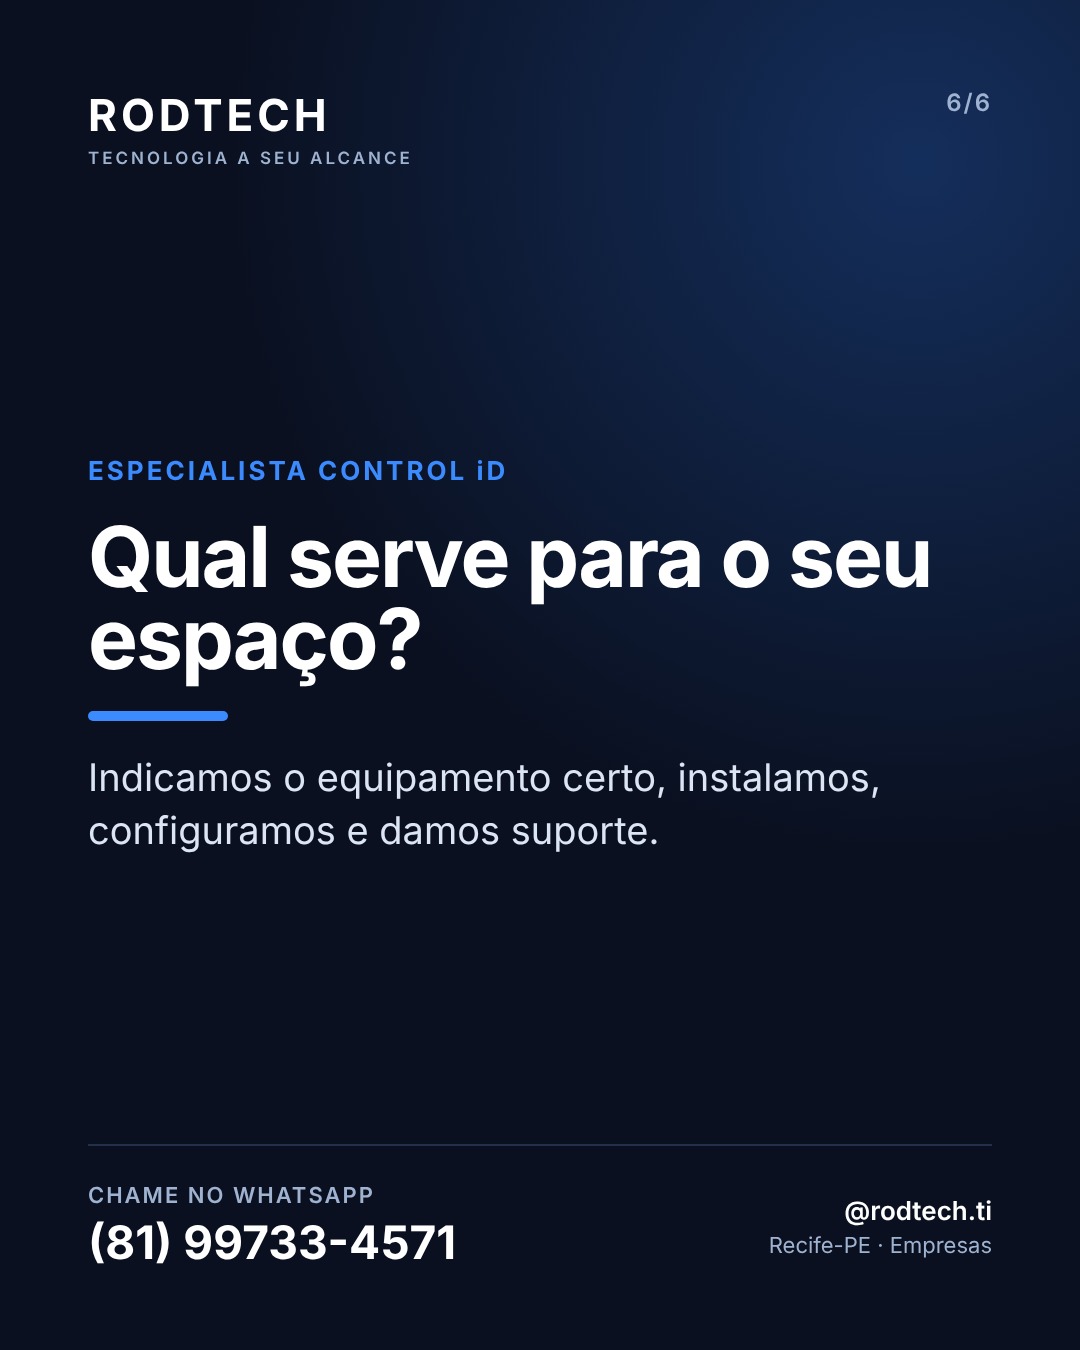 RODTECH
TECNOLOGIA A SEU ALCANCE
6/6
ESPECIALISTA CONTROL iD
Qual serve para o seu
espaço?
Indicamos o equipamento certo, instalamos,
configuramos e damos suporte.
CHAME NO WHATSAPP
(81) 99733-4571
@rodtech.ti
Recife-PE · Empresas